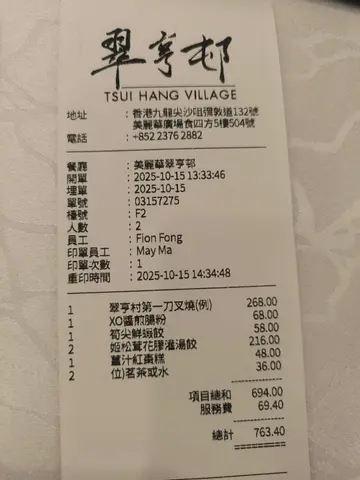 翠亨邨
TSUI HANG VILLAGE
地址 : 香港九龍尖沙咀彌敦道132號
美麗華廣場食四方5樓504號
電話 : +852 2376 2882
餐廳 : 美麗華翠亨邨
開單 : 2025-10-15 13:33:46
埋單 : 2025-10-15
單號 : 03157275
檯號 : F2
人數 : 2
員工 : Fion Fong
印單員工 : May Ma
印單次數 : 1
重印時間 : 2025-10-15 14:34:48
1 翠亨村第一刀叉燒(例) 268.00
1 XO醬煎腸粉 68.00
1 筍尖鮮蝦餃 58.00
2 姬松茸花膠灌湯餃 216.00
1 薑汁紅棗糕 48.00
2 位)茗茶或水 36.00
項目總和 694.00
服務費 69.40
總計 763.40